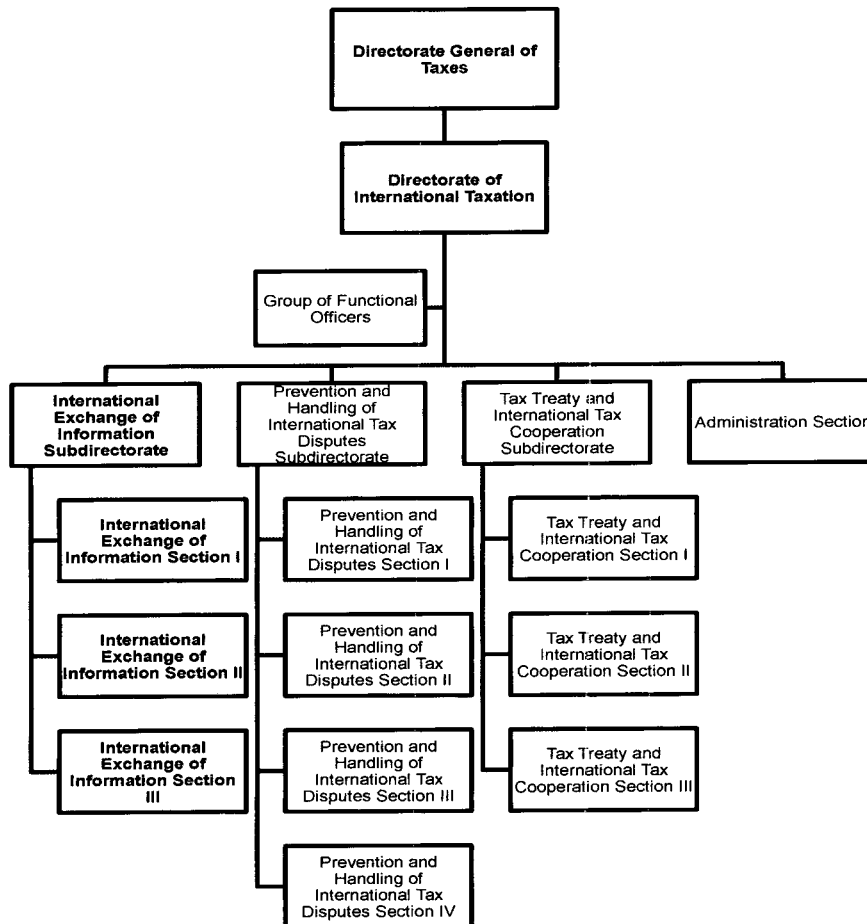 Directorate General of
Taxes
Directorate of
International Taxation
Group of Functional
Officers
International
Exchange of
Information
Subdirectorate
Prevention and
Handling of
International Tax
Disputes
Subdirectorate
Tax Treaty and
International Tax
Cooperation
Subdirectorate
Administration Section
International
Exchange of
Information Section I
Prevention and
Handling of
International Tax
Disputes Section I
Tax Treaty and
International Tax
Cooperation Section I
International
Exchange of
Information Section II
Prevention and
Handling of
International Tax
Disputes Section II
Tax Treaty and
International Tax
Cooperation Section II
International
Exchange of
Information Section
III
Prevention and
Handling of
International Tax
Disputes Section III
Tax Treaty and
International Tax
Cooperation Section III
Prevention and
Handling of
International Tax
Disputes Section IV